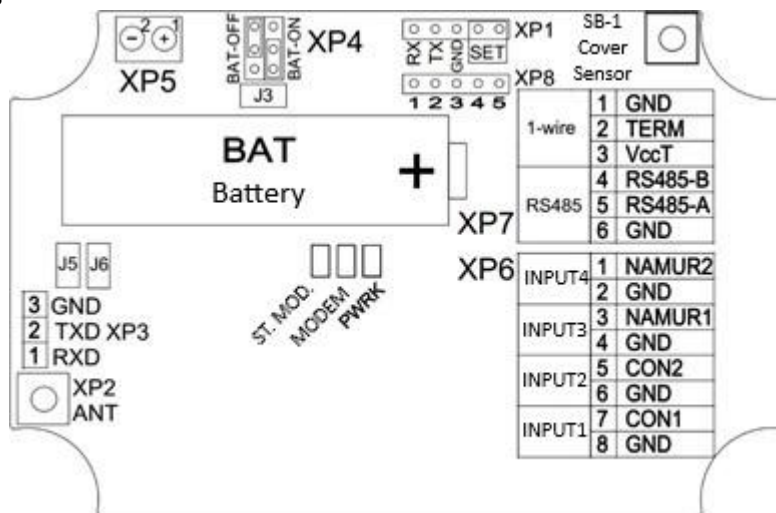 2 1
- +
XP5
BAT-OFF
BAT-ON
XP4
J3
RX
TX
GND
SET
XP1
XP8
1 2 3 4 5
SB-1
Cover
Sensor
BAT
Battery
+
XP7
1-wire
1 GND
2 TERM
3 VccT
RS485
4 RS485-B
5 RS485-A
6 GND
XP6
INPUT4
1 NAMUR2
2 GND
INPUT3
3 NAMUR1
4 GND
INPUT2
5 CON2
6 GND
INPUT1
7 CON1
8 GND
J5 J6
ST. MOD.
MODEM
PWRK
3 GND
2 TXD XP3
1 RXD
XP2
ANT